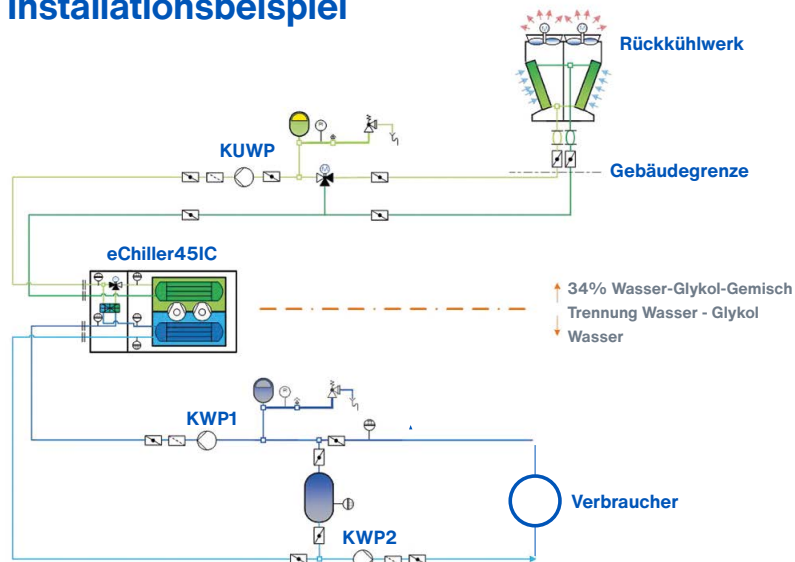 Installationsbeispiel
Rückkühlwerk
KUWP
Gebäudegrenze
eChiller45IC
34% Wasser-Glykol-Gemisch
Trennung Wasser - Glykol
Wasser
KWP1
Verbraucher
KWP2